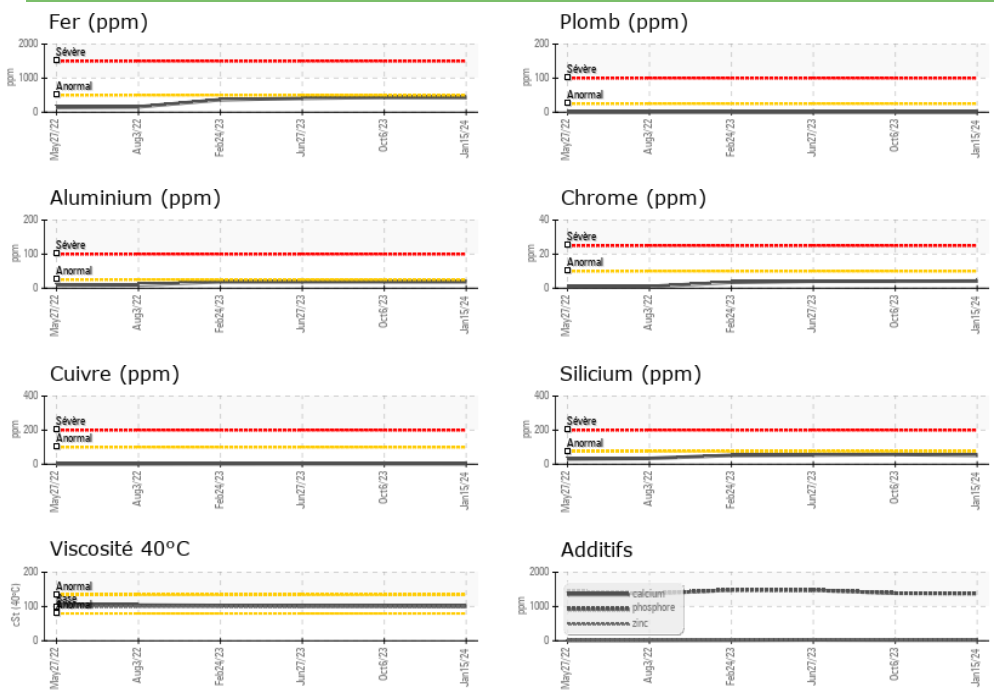 Fer (ppm)
2000
1000
0
ppm
Sévère
Anormal
May27/22
Aug3/22
Feb24/23
Jun27/23
Oct6/23
Jan15/24
Plomb (ppm)
200
100
0
ppm
Sévère
Anormal
May27/22
Aug3/22
Feb24/23
Jun27/23
Oct6/23
Jan15/24
Aluminium (ppm)
200
100
0
ppm
Sévère
Anormal
May27/22
Aug3/22
Feb24/23
Jun27/23
Oct6/23
Jan15/24
Chrome (ppm)
40
20
0
ppm
Sévère
Anormal
May27/22
Aug3/22
Feb24/23
Jun27/23
Oct6/23
Jan15/24
Cuivre (ppm)
400
200
0
ppm
Sévère
Anormal
May27/22
Aug3/22
Feb24/23
Jun27/23
Oct6/23
Jan15/24
Silicium (ppm)
400
200
0
ppm
Sévère
Anormal
May27/22
Aug3/22
Feb24/23
Jun27/23
Oct6/23
Jan15/24
Viscosité 40°C
200
100
0
cSt (40°C)
Anormal
Base
Anormal
May27/22
Aug3/22
Feb24/23
Jun27/23
Oct6/23
Jan15/24
Additifs
2000
1000
0
ppm
calcium
phosphore
zinc
May27/22
Aug3/22
Feb24/23
Jun27/23
Oct6/23
Jan15/24